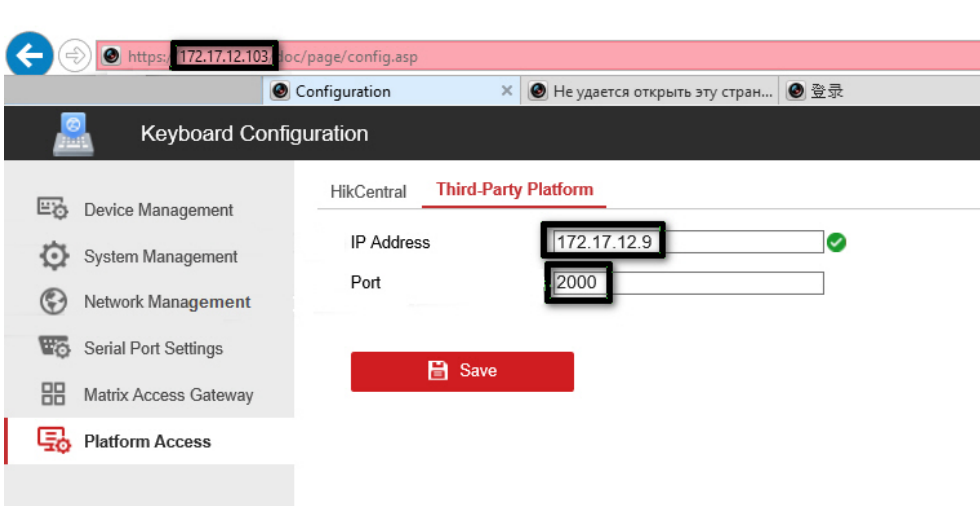 https://172.17.12.103/doc/page/config.asp
Configuration
Не удается открыть эту стран...
登录
Keyboard Configuration
HikCentral
Third-Party Platform
Device Management
IP Address
172.17.12.9
System Management
Port
2000
Network Management
Serial Port Settings
Save
Matrix Access Gateway
Platform Access